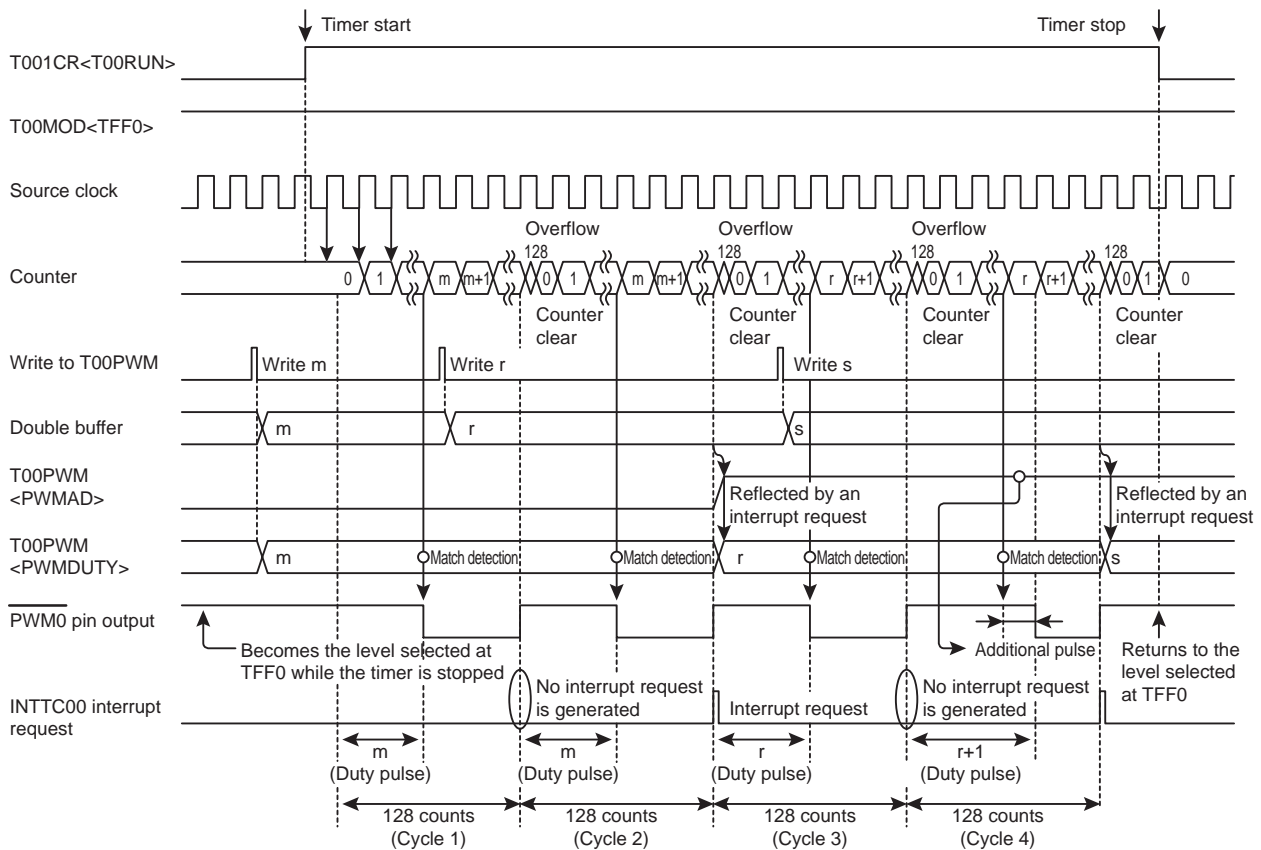 Timer start
Timer stop
T001CR<T00RUN>
T00MOD<TFF0>
Source clock
Overflow
Overflow
Overflow
128
128
128
128
Counter
0 1 m m+1 0 1 m m+1 0 1 r r+1 0 1 r r+1 0 1 0
Counter
clear
Counter
clear
Counter
clear
Counter
clear
Write to T00PWM
Write m
Write r
Write s
Double buffer
m
r
s
T00PWM
<PWMAD>
Reflected by an
interrupt request
Reflected by an
interrupt request
T00PWM
<PWMDUTY>
m
Match detection
Match detection
r
Match detection
Match detection
s
PWM0 pin output
Becomes the level selected at
TFF0 while the timer is stopped
Additional pulse
Returns to the
level selected
at TFF0
INTTC00 interrupt
request
No interrupt request
is generated
Interrupt request
No interrupt request
is generated
m
(Duty pulse)
m
(Duty pulse)
r
(Duty pulse)
r+1
(Duty pulse)
128 counts
(Cycle 1)
128 counts
(Cycle 2)
128 counts
(Cycle 3)
128 counts
(Cycle 4)